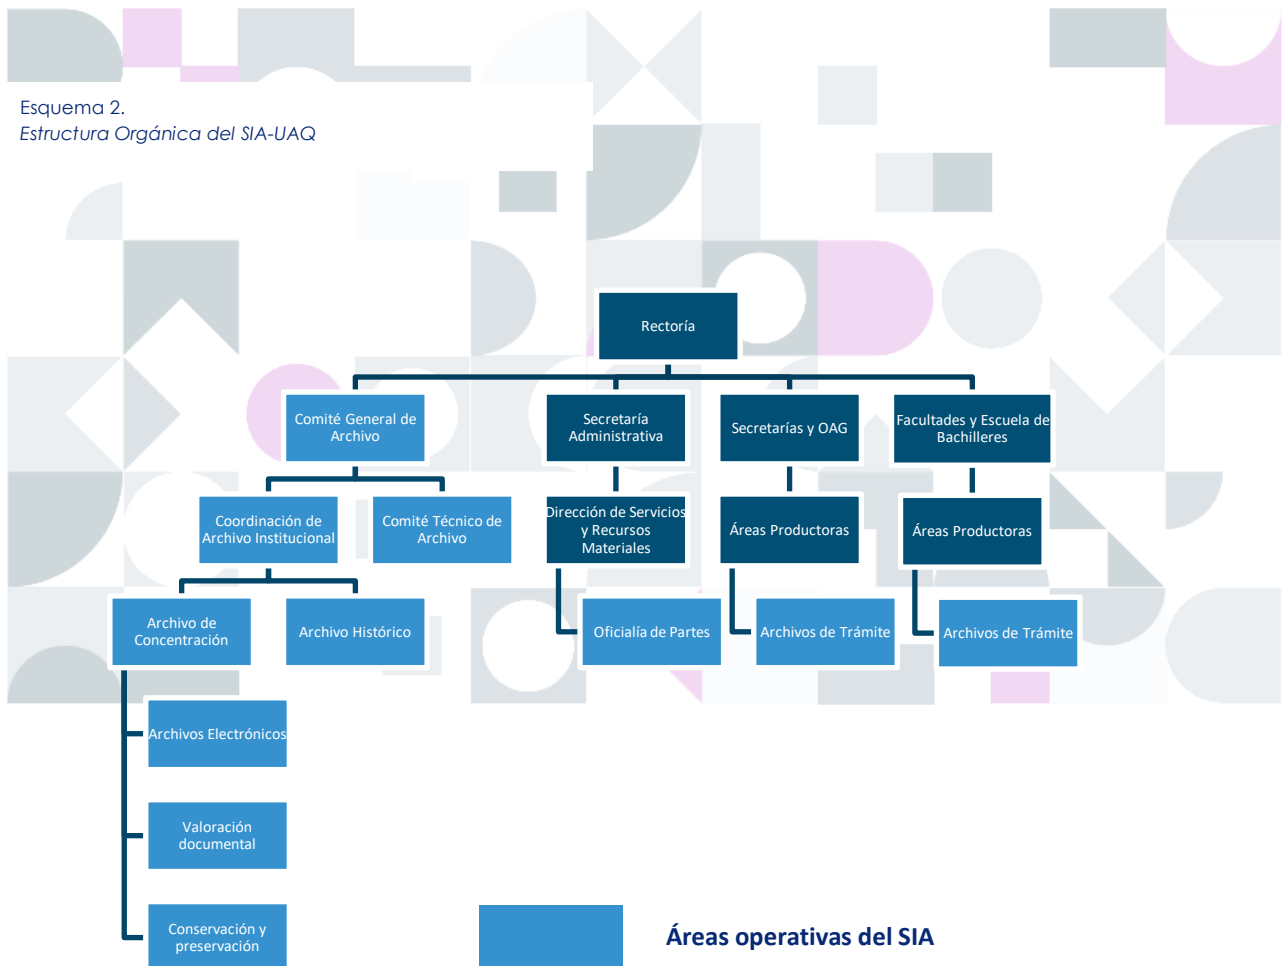 Esquema 2.
Estructura Orgánica del SIA-UAQ
Rectoría
Comité General de
Archivo
Secretaría
Administrativa
Secretarías y OAG
Facultades y Escuela de
Bachilleres
Coordinación de
Archivo Institucional
Comité Técnico de
Archivo
Dirección de Servicios
y Recursos
Materiales
Áreas Productoras
Áreas Productoras
Archivo de
Concentración
Archivo Histórico
Oficialía de Partes
Archivos de Trámite
Archivos de Trámite
Archivos Electrónicos
Valoración
documental
Conservación y
preservación
Áreas operativas del SIA